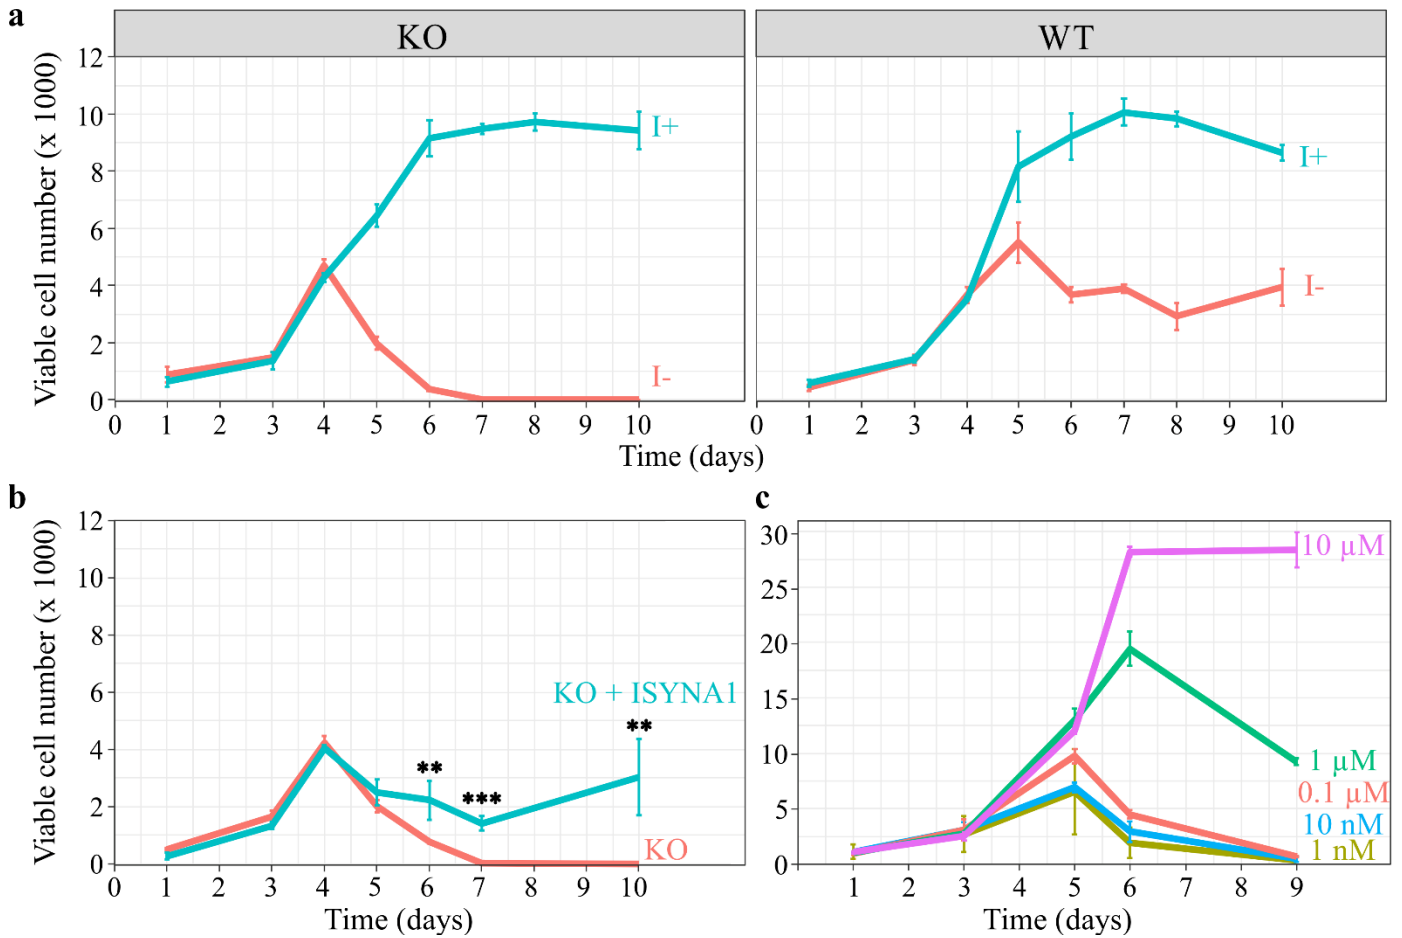 a
KO
WT
Viable cell number (x 1000)
12
10
8
6
4
2
0
I+
I-
I+
I-
0 1 2 3 4 5 6 7 8 9 10
0 1 2 3 4 5 6 7 8 9 10
Time (days)
b
c
Viable cell number (x 1000)
12
10
8
6
4
2
0
KO + ISYNA1
**
***
**
KO
0 1 2 3 4 5 6 7 8 9 10
Time (days)
30
25
20
15
10
5
0
10 µM
1 µM
0.1 µM
10 nM
1 nM
1 2 3 4 5 6 7 8 9
Time (days)